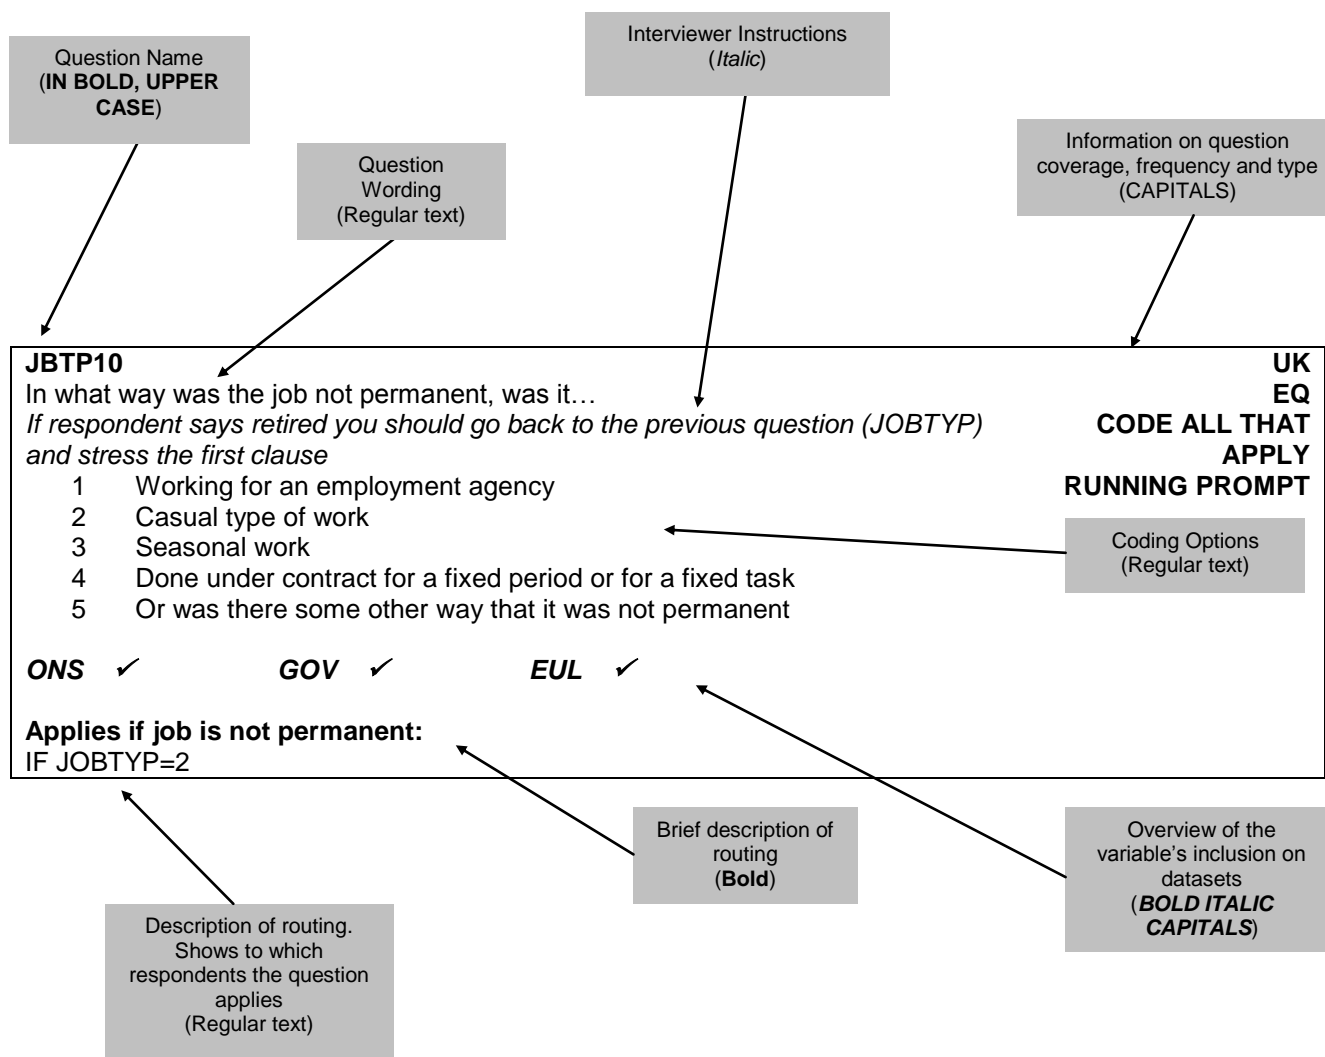 Interviewer Instructions
(Italic)
Question Name
(IN BOLD, UPPER
CASE)
Information on question
coverage, frequency and type
(CAPITALS)
Question
Wording
(Regular text)
JBTP10
UK
In what way was the job not permanent, was it…
EQ
If respondent says retired you should go back to the previous question (JOBTYP)
CODE ALL THAT
and stress the first clause
APPLY
1 Working for an employment agency
RUNNING PROMPT
2 Casual type of work
3 Seasonal work
4 Done under contract for a fixed period or for a fixed task
5 Or was there some other way that it was not permanent
Coding Options
(Regular text)
ONS ✓ GOV ✓ EUL ✓
Applies if job is not permanent:
IF JOBTYP=2
Brief description of
routing
(Bold)
Overview of the
variable’s inclusion on
datasets
(BOLD ITALIC
CAPITALS)
Description of routing.
Shows to which
respondents the question
applies
(Regular text)